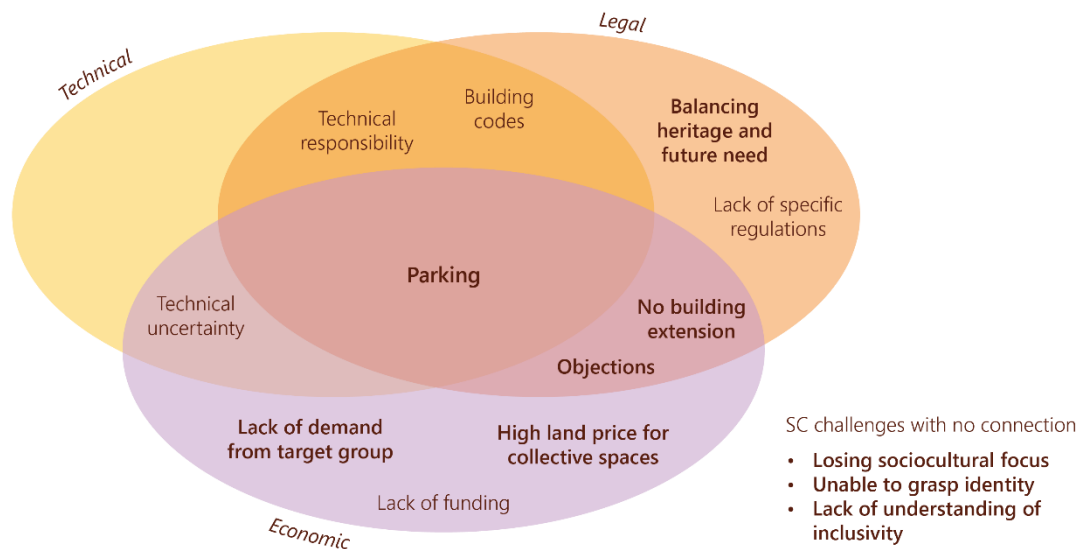 Legal
Technical
Building
codes
Technical
responsibility
Balancing
heritage and
future need
Lack of specific
regulations
Parking
Technical
uncertainty
No building
extension
Objections
Lack of demand
from target group
High land price for
collective spaces
Lack of funding
Economic
SC challenges with no connection
• Losing sociocultural focus
• Unable to grasp identity
• Lack of understanding of
inclusivity